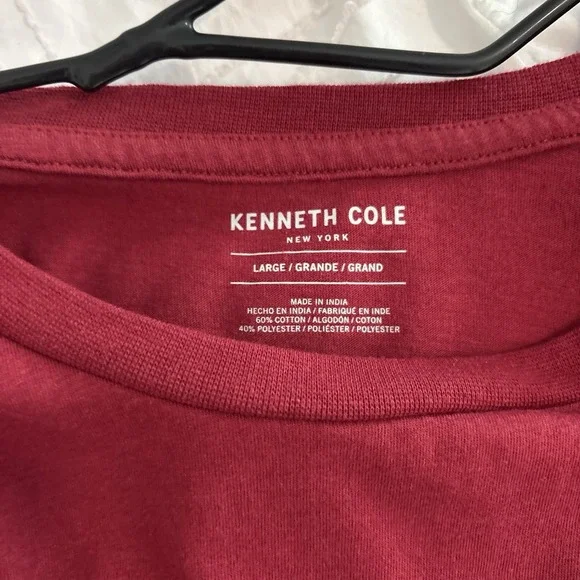 KENNETH COLE
NEW YORK
LARGE / GRANDE / GRAND
MADE IN INDIA
HECHO EN INDIA / FABRIQUÉ EN INDE
60% COTTON / ALGODÓN / COTON
40% POLYESTER / POLIÉSTER / POLYESTER